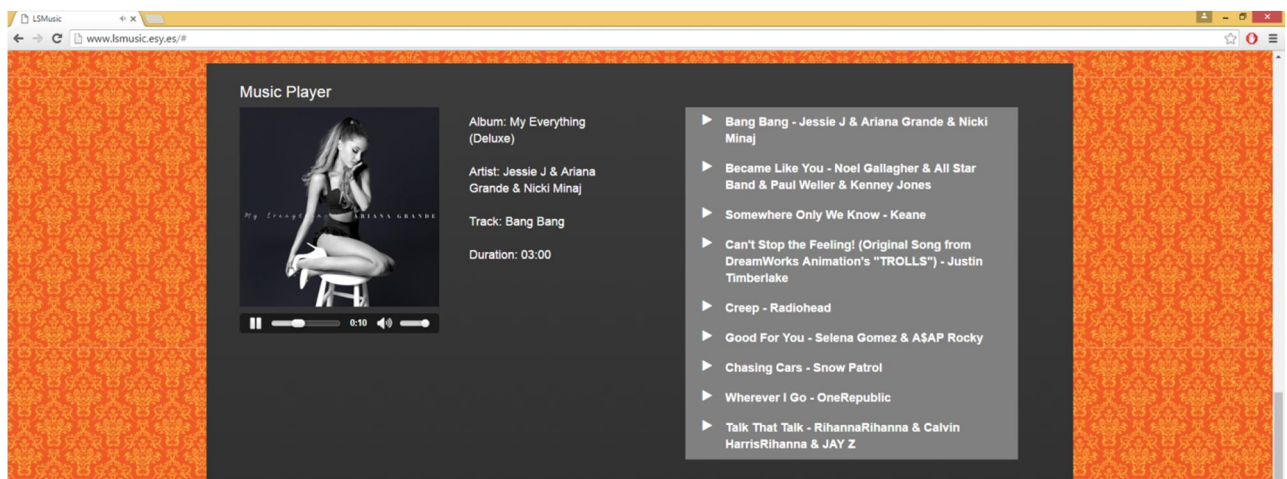 LSMusic
www.lsmusic.esy.es/#
Music Player
My Everything ARIANA GRANDE
0:10
Album: My Everything
(Deluxe)
Artist: Jessie J & Ariana
Grande & Nicki Minaj
Track: Bang Bang
Duration: 03:00
Bang Bang - Jessie J & Ariana Grande & Nicki
Minaj
Became Like You - Noel Gallagher & All Star
Band & Paul Weller & Kenney Jones
Somewhere Only We Know - Keane
Can't Stop the Feeling! (Original Song from
DreamWorks Animation's "TROLLS") - Justin
Timberlake
Creep - Radiohead
Good For You - Selena Gomez & A$AP Rocky
Chasing Cars - Snow Patrol
Wherever I Go - OneRepublic
Talk That Talk - RihannaRihanna & Calvin
HarrisRihanna & JAY Z